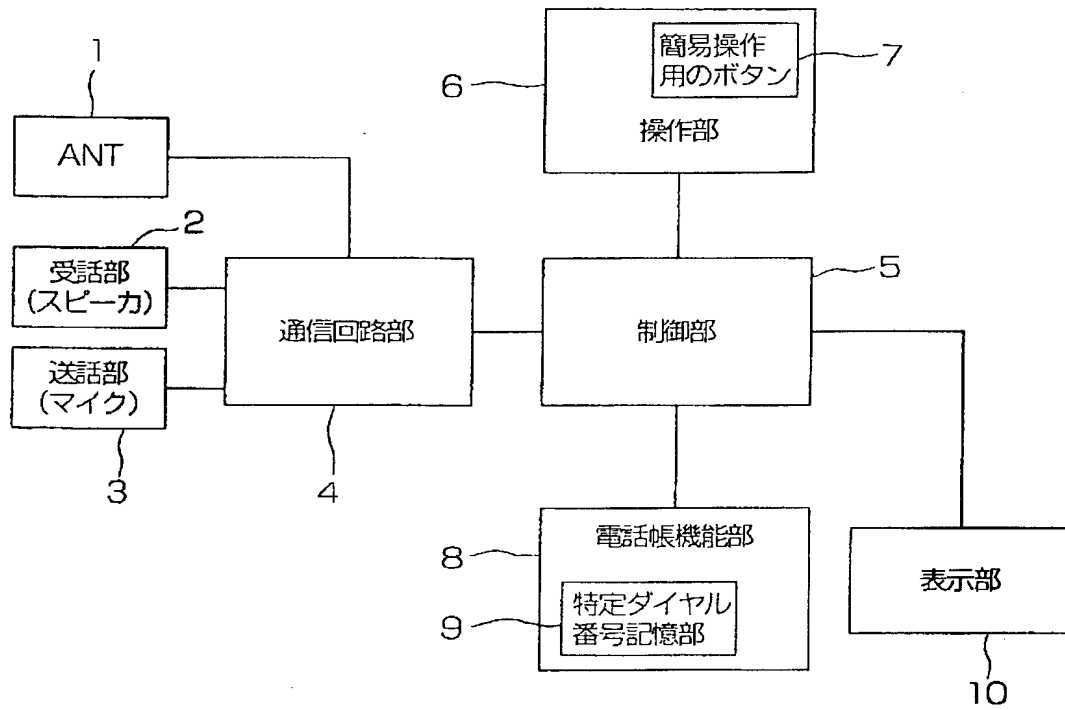 1
ANT
2
受話部
(スピーカ)
送話部
(マイク)
3
通信回路部
4
6
簡易操作
用のボタン
7
操作部
制御部
5
8
電話帳機能部
9
特定ダイヤル
番号記憶部
表示部
10